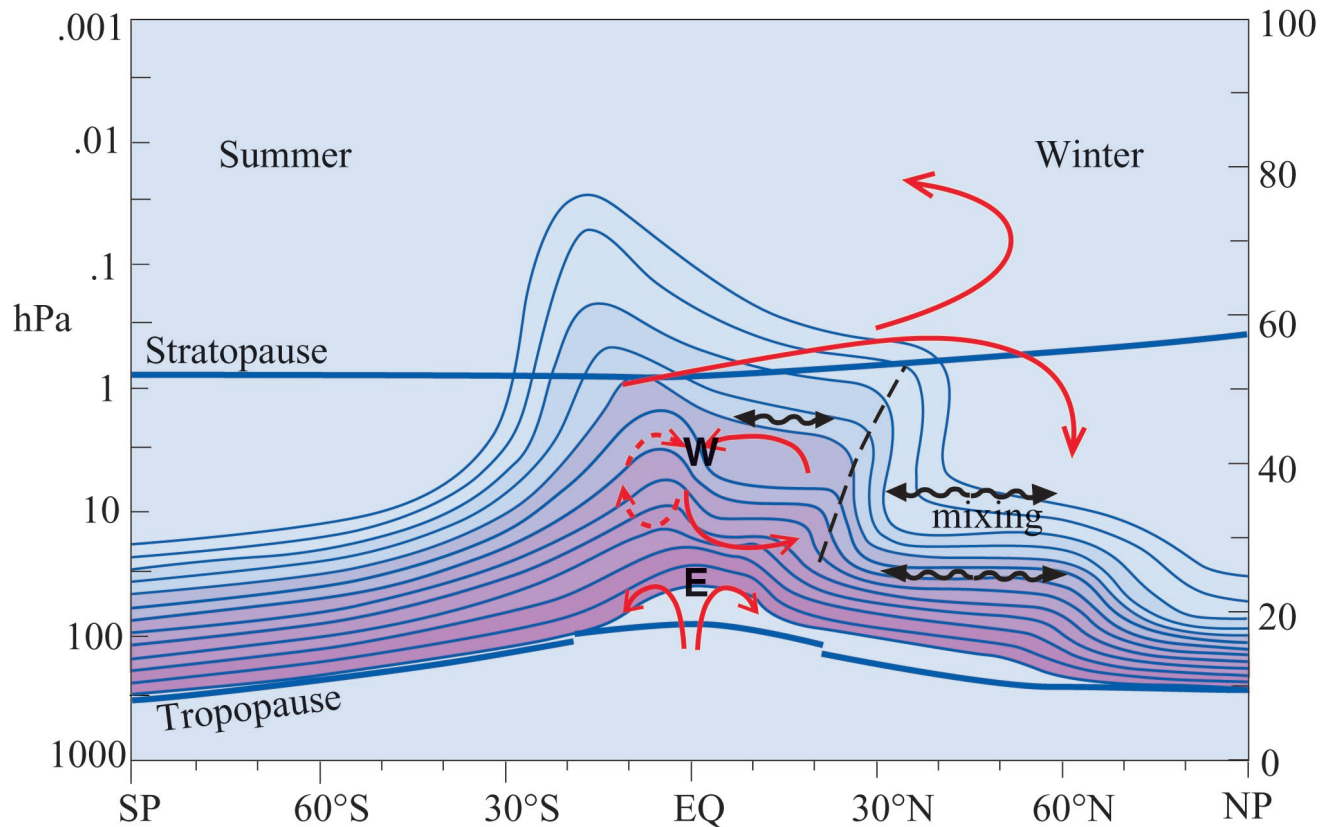 .001
100
.01
Summer
Winter
80
.1
hPa
60
Stratopause
1
W
40
10
mixing
E
20
100
Tropopause
1000
0
SP
60°S
30°S
EQ
30°N
60°N
NP